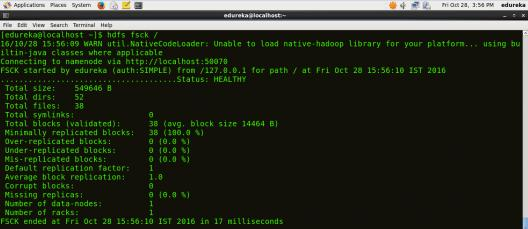 Applications Places System
Fri Oct 28, 3:56 PM edureka
edureka@localhost:~
File Edit View Search Terminal Help
[edureka@localhost ~]$ hdfs fsck /
16/10/28 15:56:09 WARN util.NativeCodeLoader: Unable to load native-hadoop library for your platform... using bu
iltin-java classes where applicable
Connecting to namenode via http://localhost:50070
FSCK started by edureka (auth:SIMPLE) from /127.0.0.1 for path / at Fri Oct 28 15:56:10 IST 2016
......................................Status: HEALTHY
Total size: 549646 B
Total dirs: 52
Total files: 38
Total symlinks: 0
Total blocks (validated): 38 (avg. block size 14464 B)
Minimally replicated blocks: 38 (100.0 %)
Over-replicated blocks: 0 (0.0 %)
Under-replicated blocks: 0 (0.0 %)
Mis-replicated blocks: 0 (0.0 %)
Default replication factor: 1
Average block replication: 1.0
Corrupt blocks: 0
Missing replicas: 0 (0.0 %)
Number of data-nodes: 1
Number of racks: 1
FSCK ended at Fri Oct 28 15:56:10 IST 2016 in 17 milliseconds